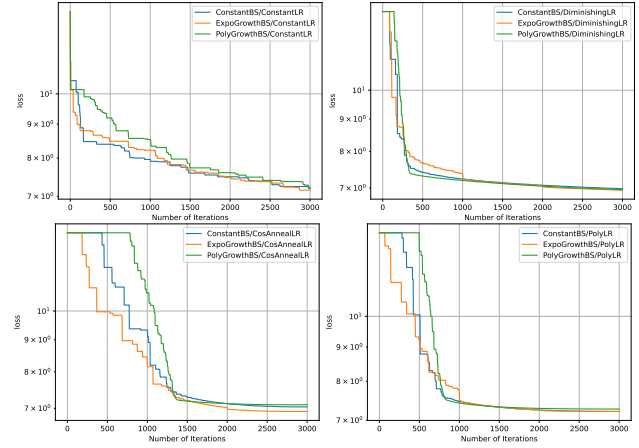 ConstantBS/ConstantLR
ExpoGrowthBS/ConstantLR
PolyGrowthBS/ConstantLR
loss
10¹
9 × 10⁰
8 × 10⁰
7 × 10⁰
0 500 1000 1500 2000 2500 3000
Number of Iterations
ConstantBS/DiminishingLR
ExpoGrowthBS/DiminishingLR
PolyGrowthBS/DiminishingLR
loss
10¹
9 × 10⁰
8 × 10⁰
7 × 10⁰
0 500 1000 1500 2000 2500 3000
Number of Iterations
ConstantBS/CosAnnealLR
ExpoGrowthBS/CosAnnealLR
PolyGrowthBS/CosAnnealLR
loss
10¹
9 × 10⁰
8 × 10⁰
7 × 10⁰
0 500 1000 1500 2000 2500 3000
Number of Iterations
ConstantBS/PolyLR
ExpoGrowthBS/PolyLR
PolyGrowthBS/PolyLR
loss
10¹
9 × 10⁰
8 × 10⁰
7 × 10⁰
0 500 1000 1500 2000 2500 3000
Number of Iterations